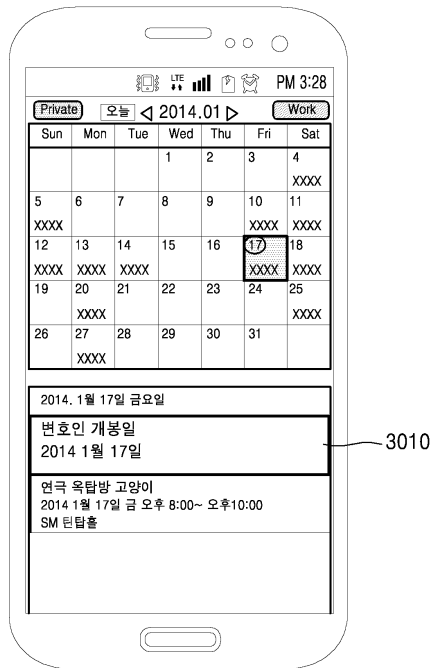 LTE PM 3:28
Private 오늘 2014.01 Work
Sun Mon Tue Wed Thu Fri Sat
1 2 3 4
XXXX
5 6 7 8 9 10 11
XXXX XXXX XXXX
12 13 14 15 16 17 18
XXXX XXXX XXXX XXXX XXXX
19 20 21 22 23 24 25
XXXX XXXX
26 27 28 29 30 31
XXXX
2014. 1월 17일 금요일
변호인 개봉일
2014 1월 17일
3010
연극 옥탑방 고양이
2014 1월 17일 금 오후 8:00~ 오후10:00
SM 틴탑홀